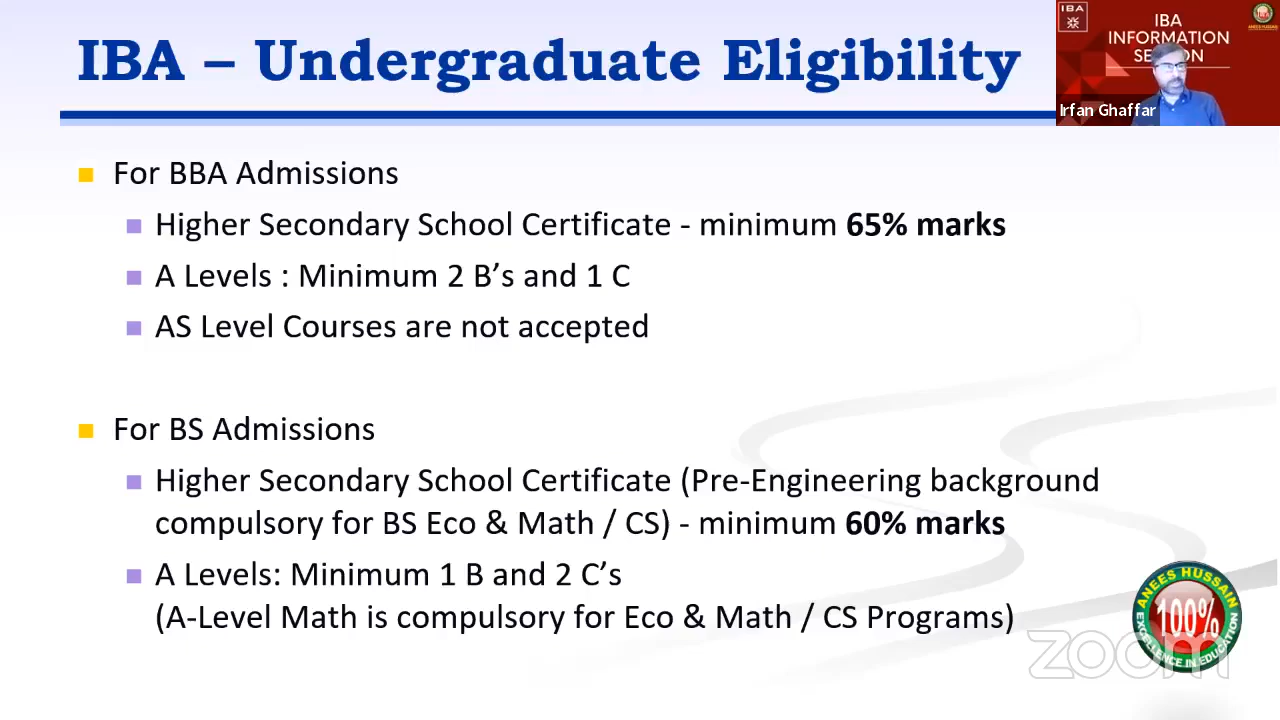 IBA – Undergraduate Eligibility
IBA
IBA
INFORMATION
SESSION
ANEES HUSSAIN
Irfan Ghaffar
For BBA Admissions
Higher Secondary School Certificate - minimum 65% marks
A Levels : Minimum 2 B’s and 1 C
AS Level Courses are not accepted
For BS Admissions
Higher Secondary School Certificate (Pre-Engineering background
compulsory for BS Eco & Math / CS) - minimum 60% marks
A Levels: Minimum 1 B and 2 C’s
(A-Level Math is compulsory for Eco & Math / CS Programs)
ANEES HUSSAIN
100%
EXCELLENCE IN EDUCATION
zoom